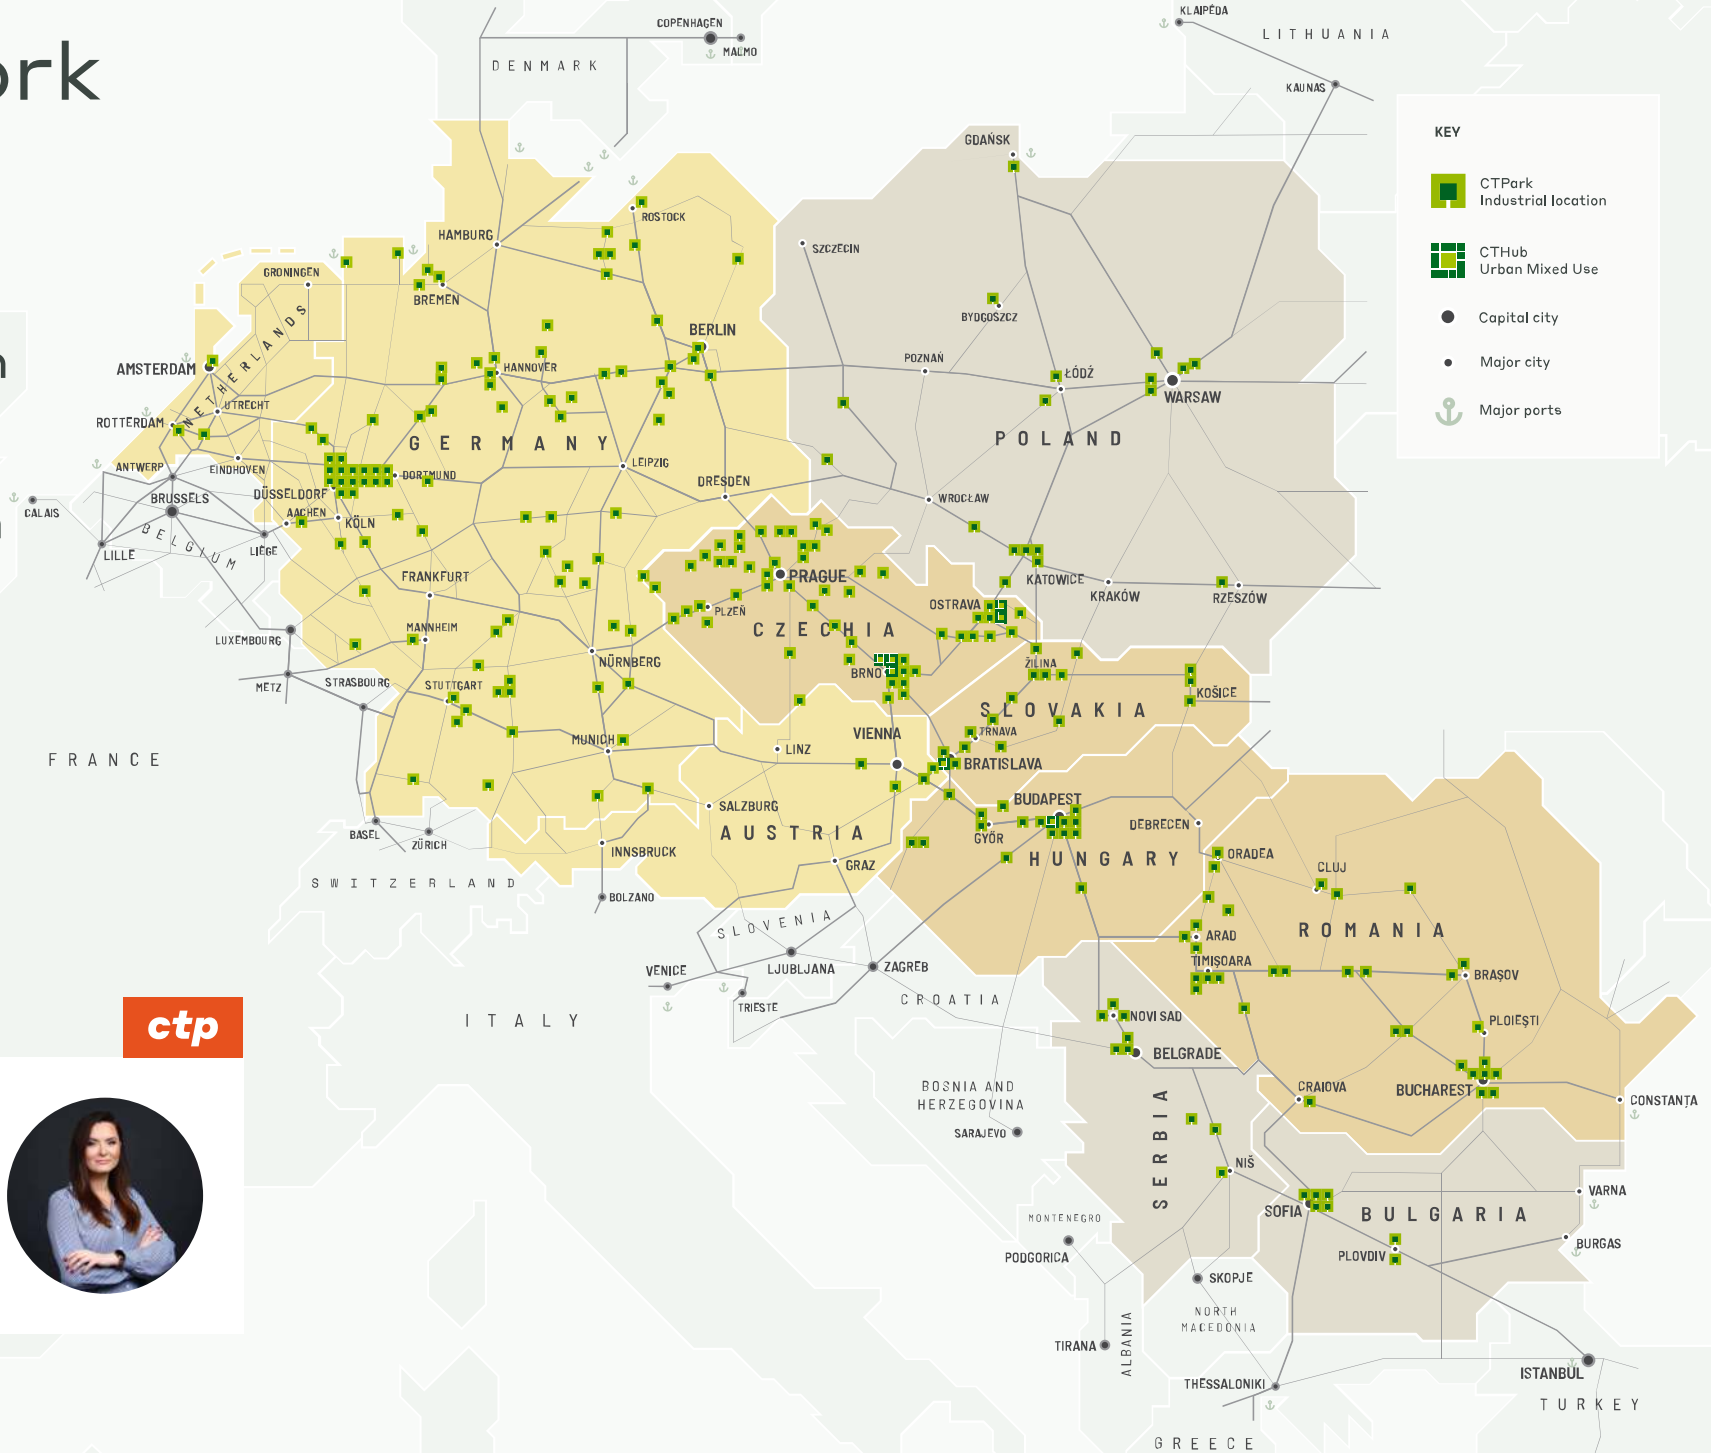 ork
KEY
CTPark
Industrial location
CTHub
Urban Mixed Use
Capital city
Major city
Major ports
KLAIPĖDA
LITHUANIA
KAUNAS
COPENHAGEN
MALMO
DENMARK
GDAŃSK
ROSTOCK
HAMBURG
SZCZECIN
GRONINGEN
BREMEN
BYDGOSZCZ
BERLIN
AMSTERDAM
NETHERLANDS
HANNOVER
POZNAŃ
ŁÓDŹ
WARSAW
UTRECHT
ROTTERDAM
GERMANY
POLAND
ANTWERP
EINDHOVEN
DORTMUND
LEIPZIG
DRESDEN
DÜSSELDORF
WROCŁAW
CALAIS
BRUSSELS
AACHEN
KÖLN
BELGIUM
LILLE
LIÈGE
FRANKFURT
PRAGUE
KATOWICE
KRAKÓW
RZESZÓW
PLZEŇ
OSTRAVA
MANNHEIM
CZECHIA
LUXEMBOURG
NÜRNBERG
ŽILINA
BRNO
METZ
STRASBOURG
STUTTGART
KOŠICE
SLOVAKIA
VIENNA
TRNAVA
MUNICH
LINZ
BRATISLAVA
FRANCE
SALZBURG
BUDAPEST
DEBRECEN
BASEL
ZÜRICH
AUSTRIA
GYŐR
INNSBRUCK
HUNGARY
ORADEA
GRAZ
CLUJ
SWITZERLAND
BOLZANO
SLOVENIA
ROMANIA
ARAD
VENICE
LJUBLJANA
ZAGREB
TIMIȘOARA
BRAȘOV
TRIESTE
CROATIA
ITALY
NOVI SAD
PLOIEȘTI
ctp
BELGRADE
BOSNIA AND
HERZEGOVINA
CRAIOVA
BUCHAREST
CONSTANȚA
SARAJEVO
SERBIA
NIŠ
VARNA
MONTENEGRO
SOFIA
BULGARIA
PODGORICA
PLOVDIV
BURGAS
SKOPJE
NORTH
MACEDONIA
TIRANA
ALBANIA
ISTANBUL
THESSALONIKI
TURKEY
GREECE